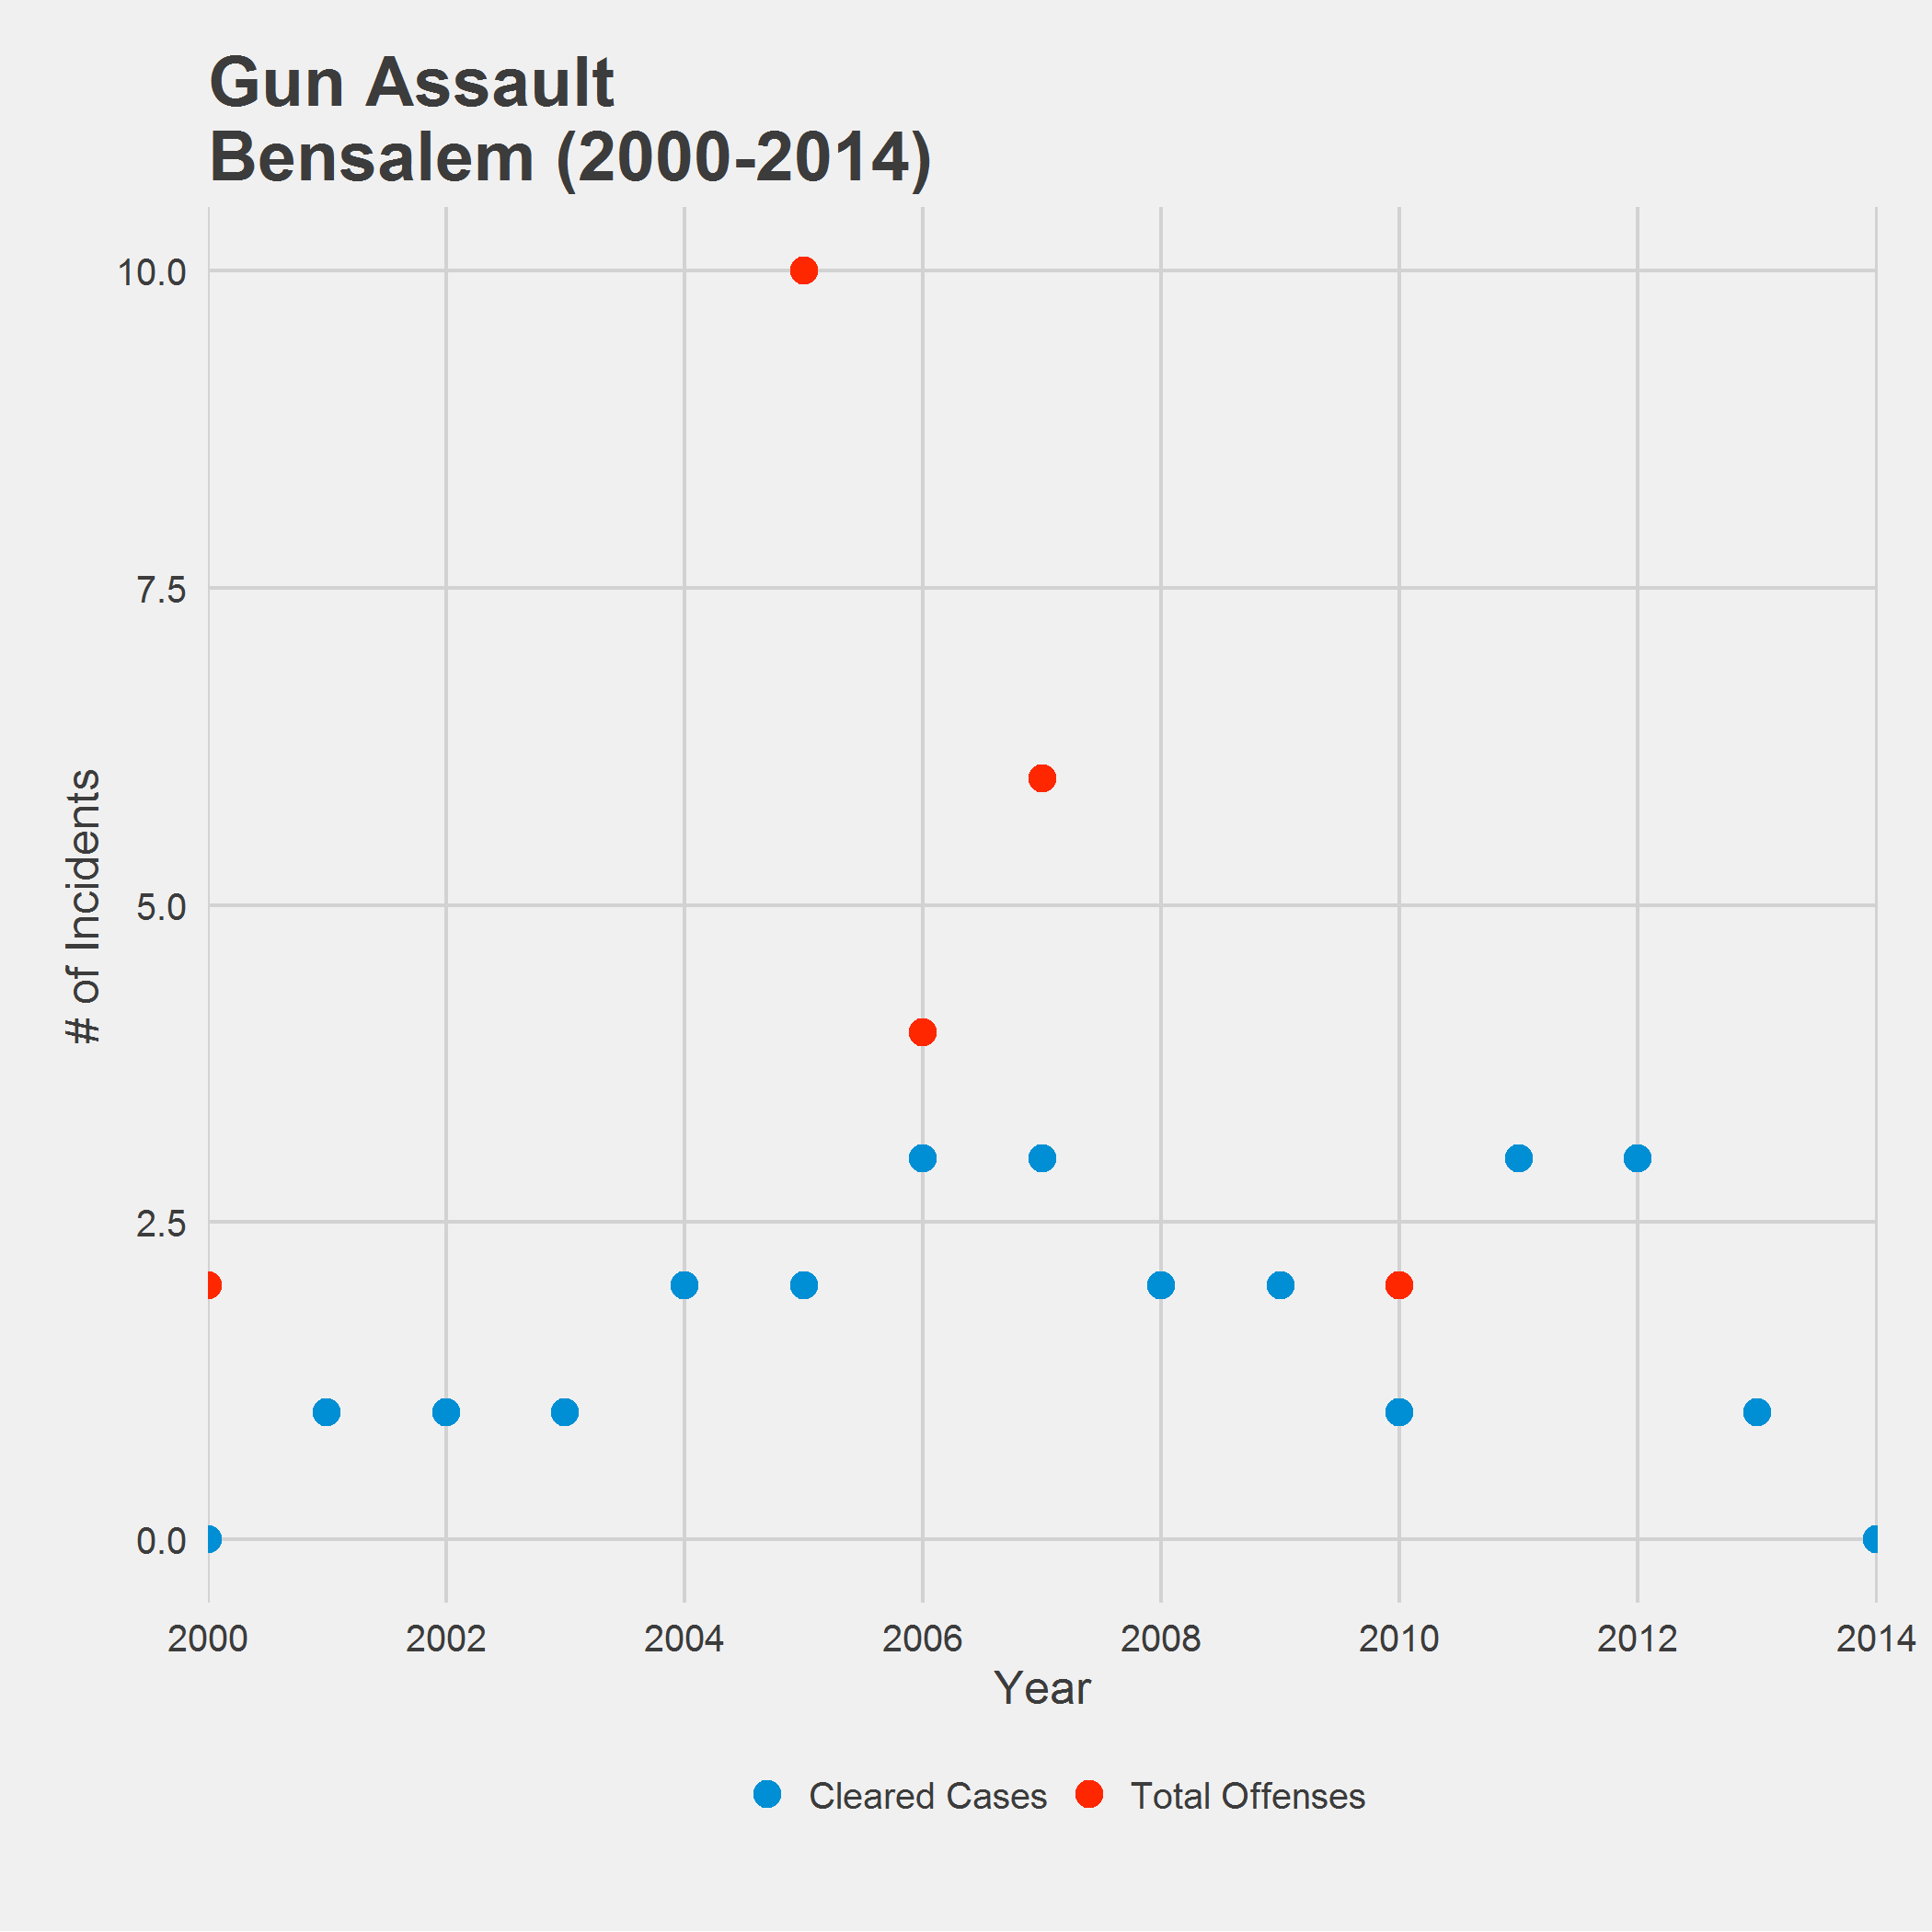 Gun Assault
Bensalem (2000-2014)
10.0
7.5
5.0
2.5
0.0
# of Incidents
2000 2002 2004 2006 2008 2010 2012 2014
Year
Cleared Cases Total Offenses